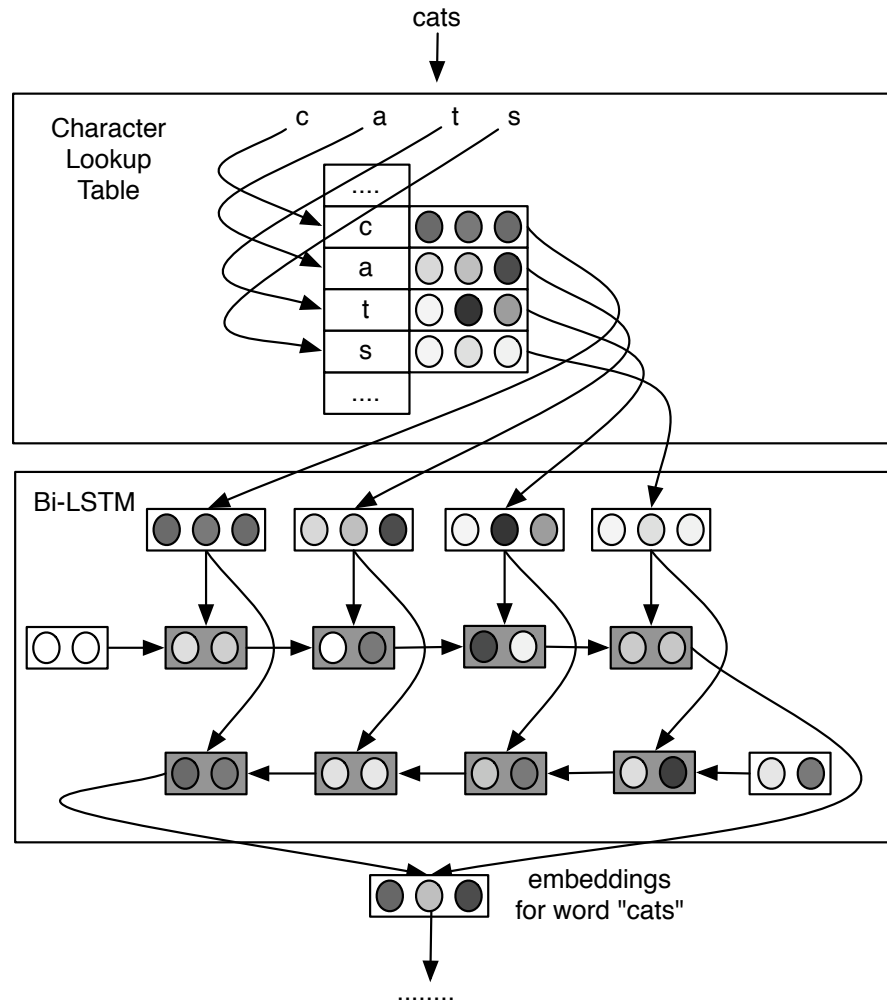 cats
Character
Lookup
Table
c a t s
....
c
a
t
s
....
Bi-LSTM
embeddings
for word "cats"
........